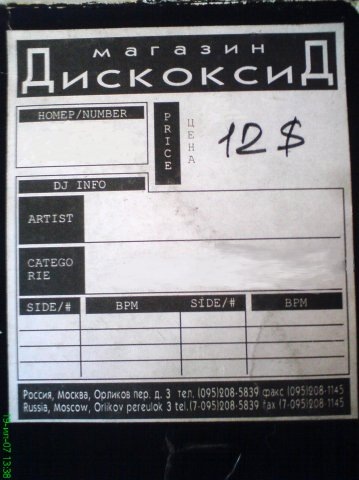 магазин
ДискоксиД
НОМЕР/NUMBER
PRICE
ЦЕНА
12$
DJ INFO
ARTIST
CATEGO
RIE
SIDE/# BPM SIDE/# BPM
Россия, Москва, Орликов пер. д. 3 тел. (095)208-5839 факс (095)208-1145
Russia, Moscow, Orlikov pereulok 3 tel.(7-095)208-5839 fax (7-095)208-1145